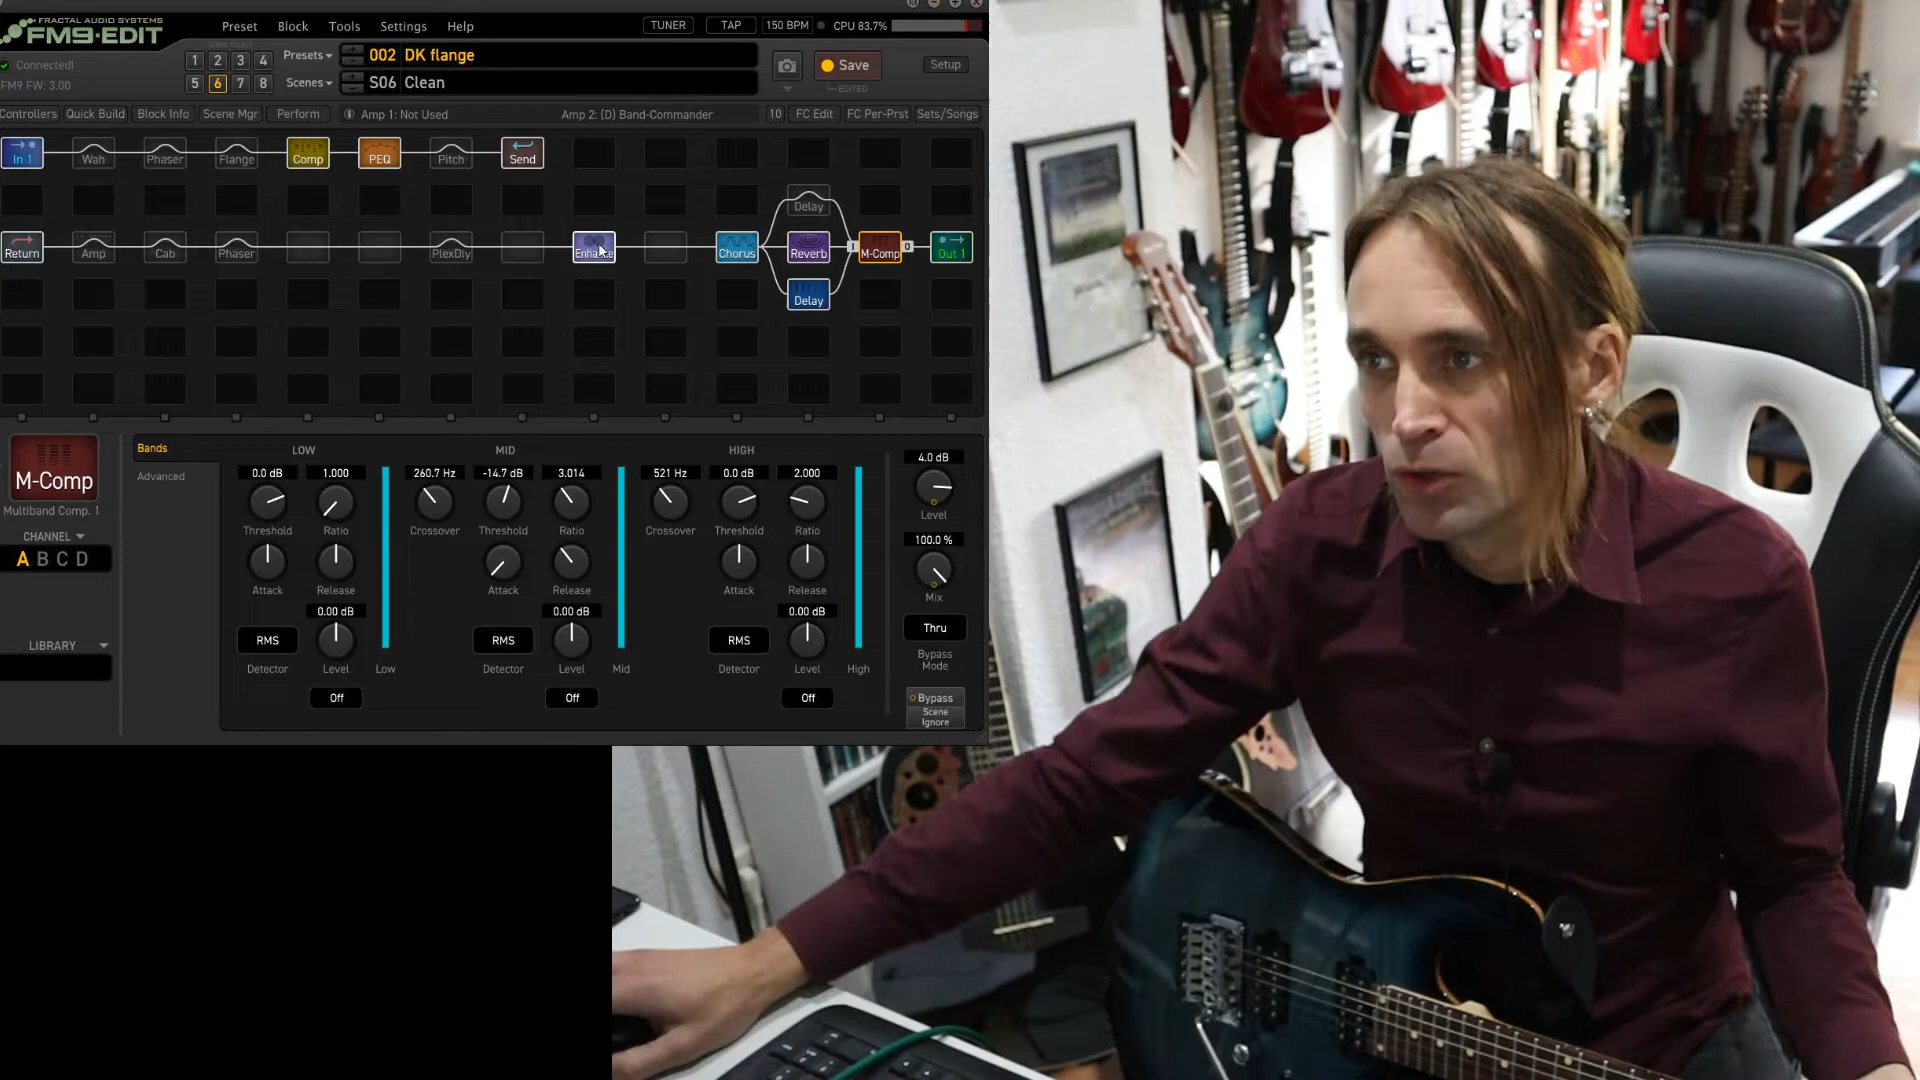 FRACTAL AUDIO SYSTEMS
FM9-EDIT
Preset Block Tools Settings Help
TUNER TAP 150 BPM CPU 83.7%
Connected!
FM9 FW: 3.00
1 2 3 4
5 6 7 8
Presets 002 DK flange
Scenes S06 Clean
Save
EDITED
Setup
Controllers Quick Build Block Info Scene Mgr Perform Amp 1: Not Used Amp 2: (D) Band-Commander 10 FC Edit FC Per-Prst Sets/Songs
In 1 Wah Phaser Flange Comp PEQ Pitch Send
Delay
Return Amp Cab Phaser PlexDly Enhance Chorus Reverb M-Comp Out 1
Delay
M-Comp
Multiband Comp. 1
CHANNEL
A B C D
LIBRARY
Bands
Advanced
LOW MID HIGH
0.0 dB 1.000 260.7 Hz -14.7 dB 3.014 521 Hz 0.0 dB 2.000
Threshold Ratio Crossover Threshold Ratio Crossover Threshold Ratio
Attack Release Attack Release Attack Release
0.00 dB 0.00 dB 0.00 dB
RMS RMS RMS
Detector Level Low Detector Level Mid Detector Level High
Off Off Off
4.0 dB
Level
100.0 %
Mix
Thru
Bypass
Mode
Bypass
Scene
Ignore